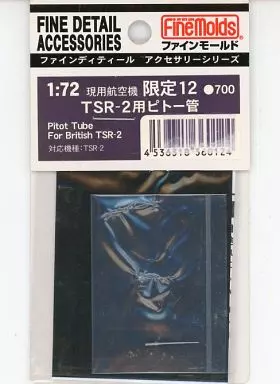 FINE DETAIL
ACCESSORIES
FineMolds
ファインモールド
ファインディティール アクセサリーシリーズ
1:72 現用航空機 限定12 ●700
TSR-2用ピトー管
Pitot Tube
For British TSR-2
対応機種:TSR-2
4 536318 360124